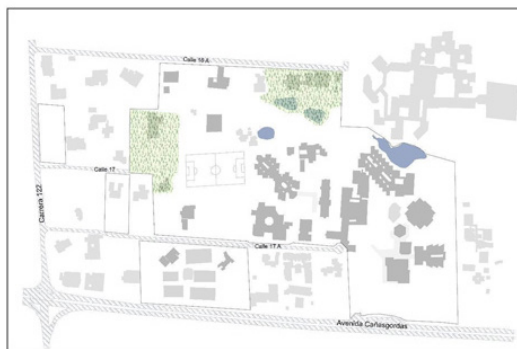 Calle 18 A
Calle 17
Carrera 122
Calle 17 A
Avenida Cañasgordas